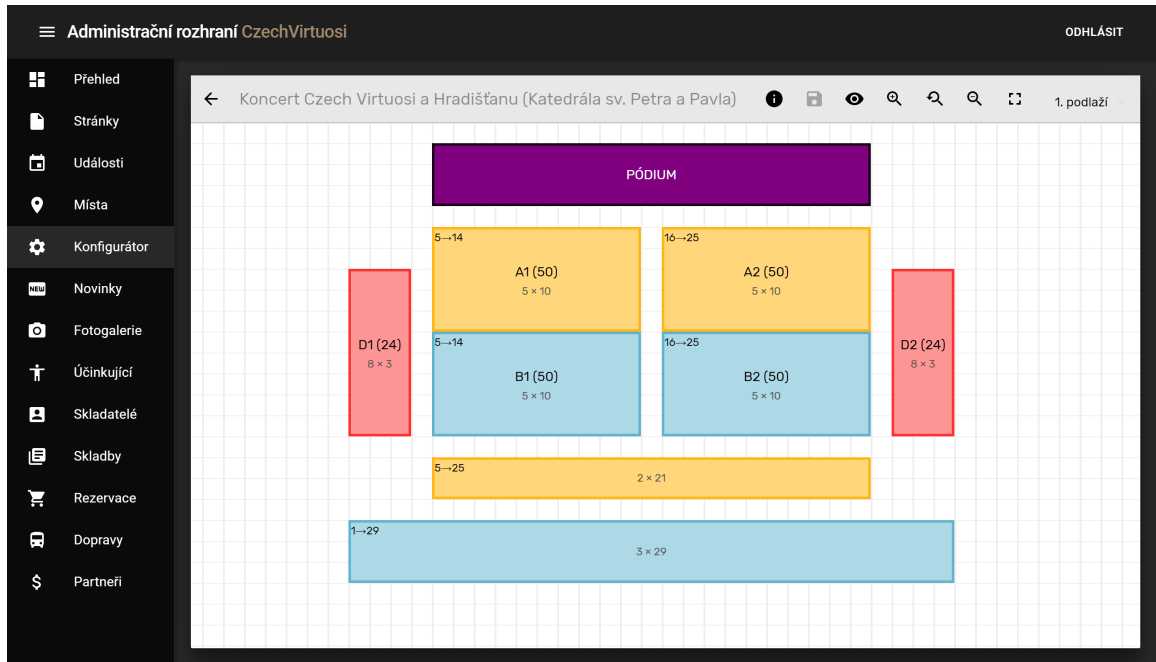 Administrační rozhraní CzechVirtuosi
ODHLÁSIT
Přehled
Stránky
Události
Místa
Konfigurátor
NEW Novinky
Fotogalerie
Účinkující
Skladatelé
Skladby
Rezervace
Dopravy
Partneři
Koncert Czech Virtuosi a Hradišťanu (Katedrála sv. Petra a Pavla)
1. podlaží
PÓDIUM
5→14
A1 (50)
5 × 10
16→25
A2 (50)
5 × 10
D1 (24)
8 × 3
5→14
B1 (50)
5 × 10
16→25
B2 (50)
5 × 10
D2 (24)
8 × 3
5→25
2 × 21
1→29
3 × 29